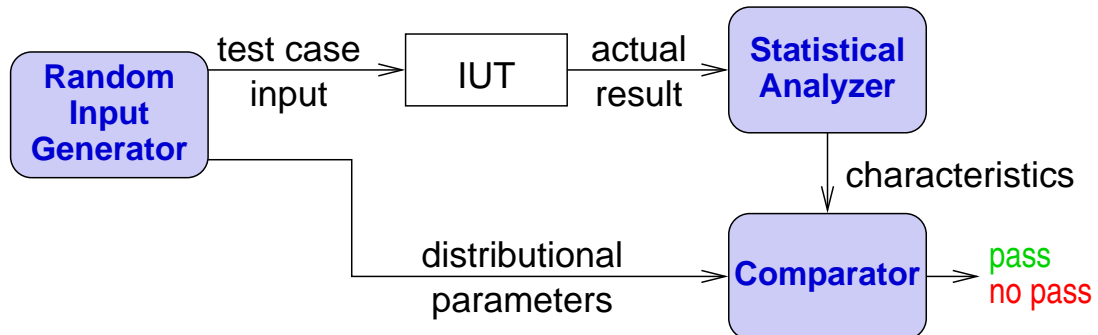 Random
Input
Generator
test case
input
IUT
actual
result
Statistical
Analyzer
characteristics
distributional
parameters
Comparator
pass
no pass